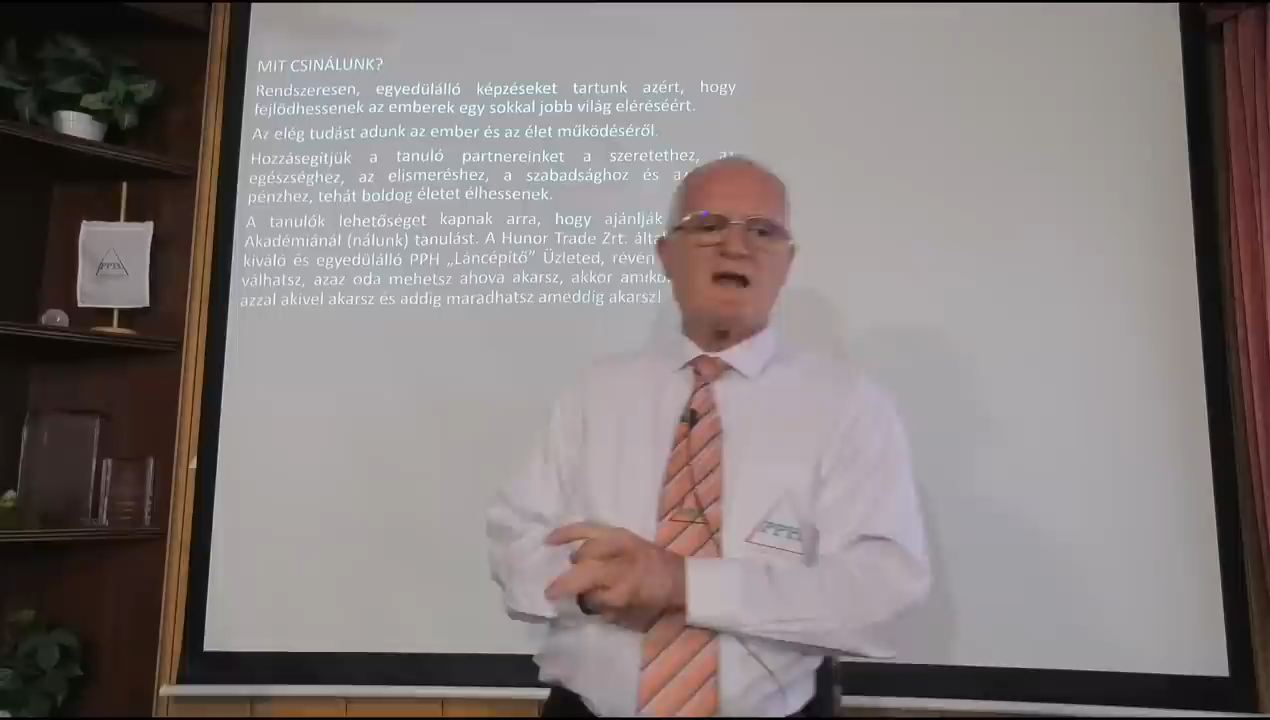 MIT CSINÁLUNK?
Rendszeresen, egyedülálló képzéseket tartunk azért, hogy
fejlődhessenek az emberek egy sokkal jobb világ eléréséért.
Az elég tudást adunk az ember és az élet működéséről.
Hozzásegítjük a tanuló partnereinket a szeretethez, az
egészséghez, az elismeréshez, a szabadsághoz és
pénzhez, tehát boldog életet élhessenek.
A tanulók lehetőséget kapnak arra, hogy ajánlják
Akadémiánál (nálunk) tanulást. A Hunor Trade Zrt.
kiváló és egyedülálló PPH „Láncépítő” Üzleted, révén
válhatsz, azaz oda mehetsz ahova akarsz, akkor
azzal akivel akarsz és addig maradhatsz ameddig akarsz!
PPH
PPH